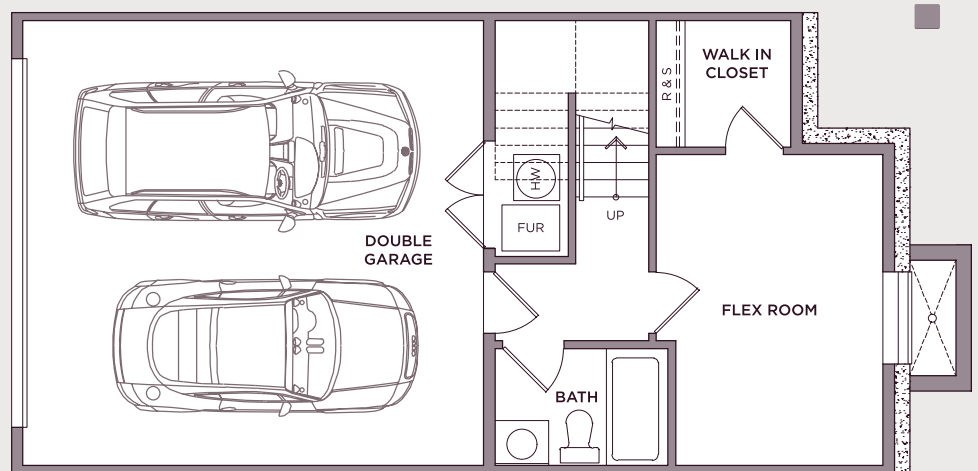 WALK IN
CLOSET
R & S
HW
FUR
UP
DOUBLE
GARAGE
FLEX ROOM
BATH